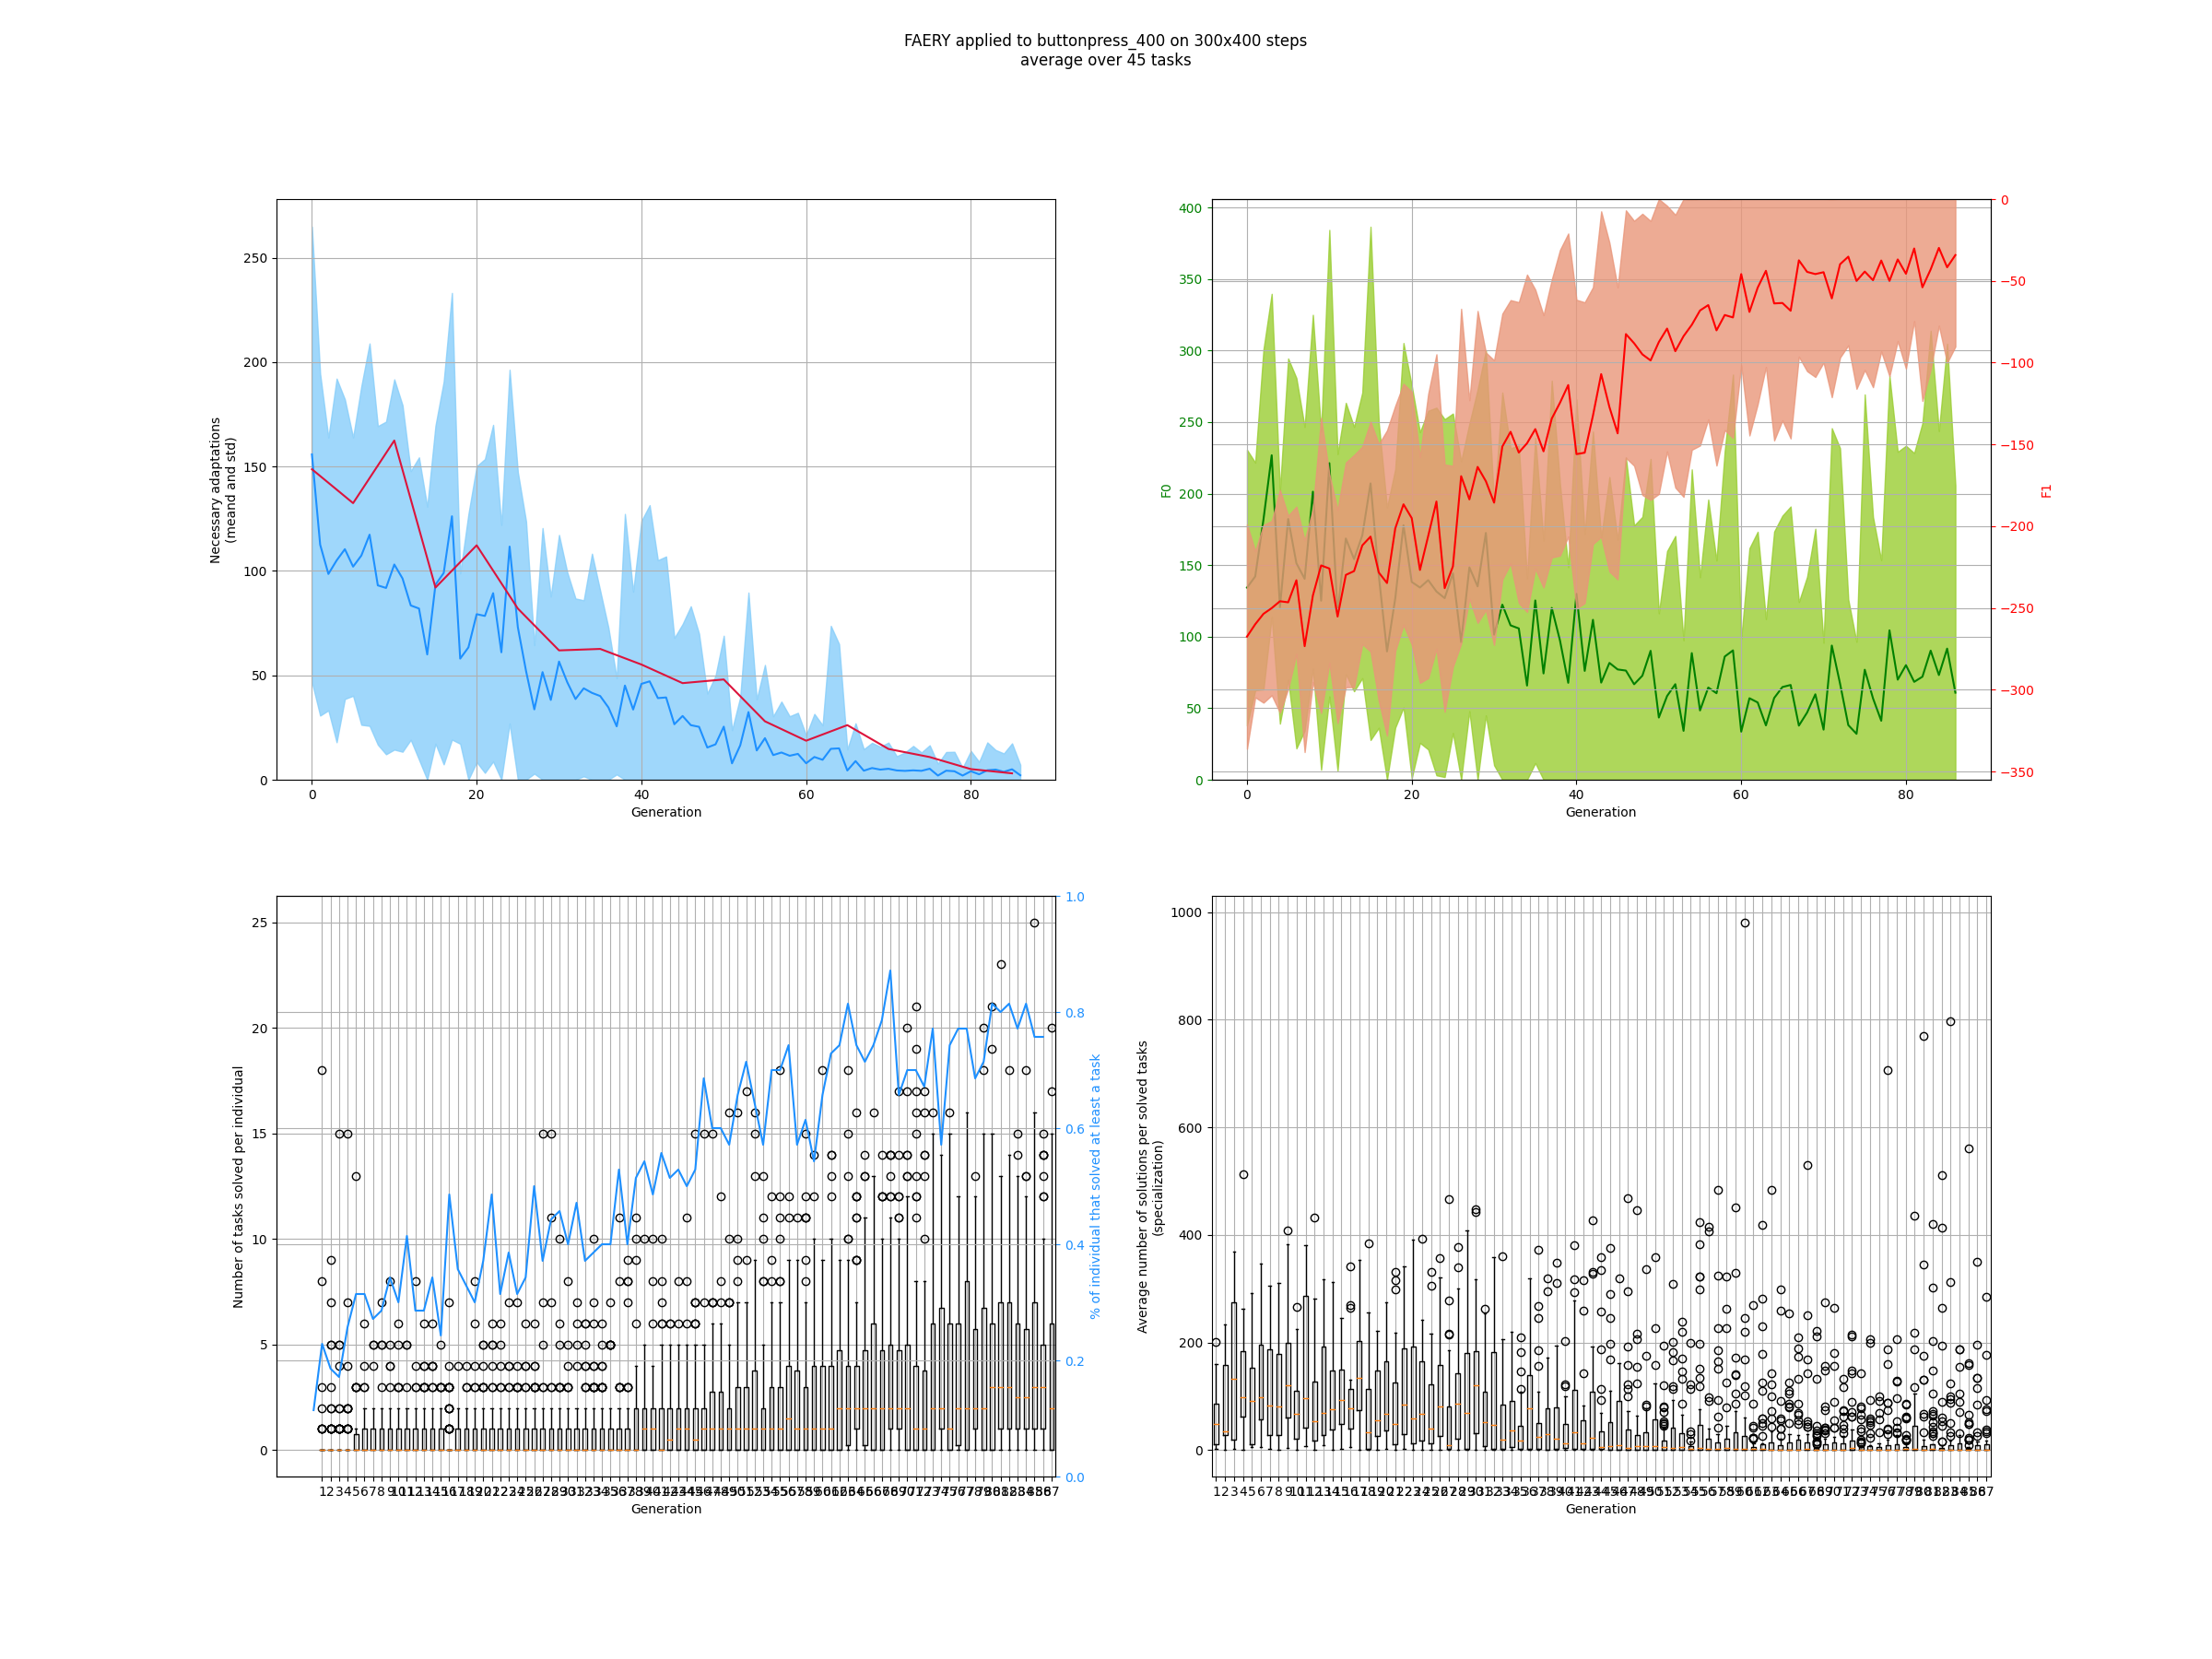 FAERY applied to buttonpress_400 on 300x400 steps
average over 45 tasks
Necessary adaptations
(meand and std)
250
200
150
100
50
0
0 20 40 60 80
Generation
F0
400
350
300
250
200
150
100
50
0
0 20 40 60 80
Generation
0
−50
−100
−150
−200
−250
−300
−350
F1
Number of tasks solved per individual
25
20
15
10
5
0
Generation
1.0
0.8
0.6
0.4
0.2
0.0
% of individual that solved at least a task
Average number of solutions per solved tasks
(specialization)
1000
800
600
400
200
0
Generation